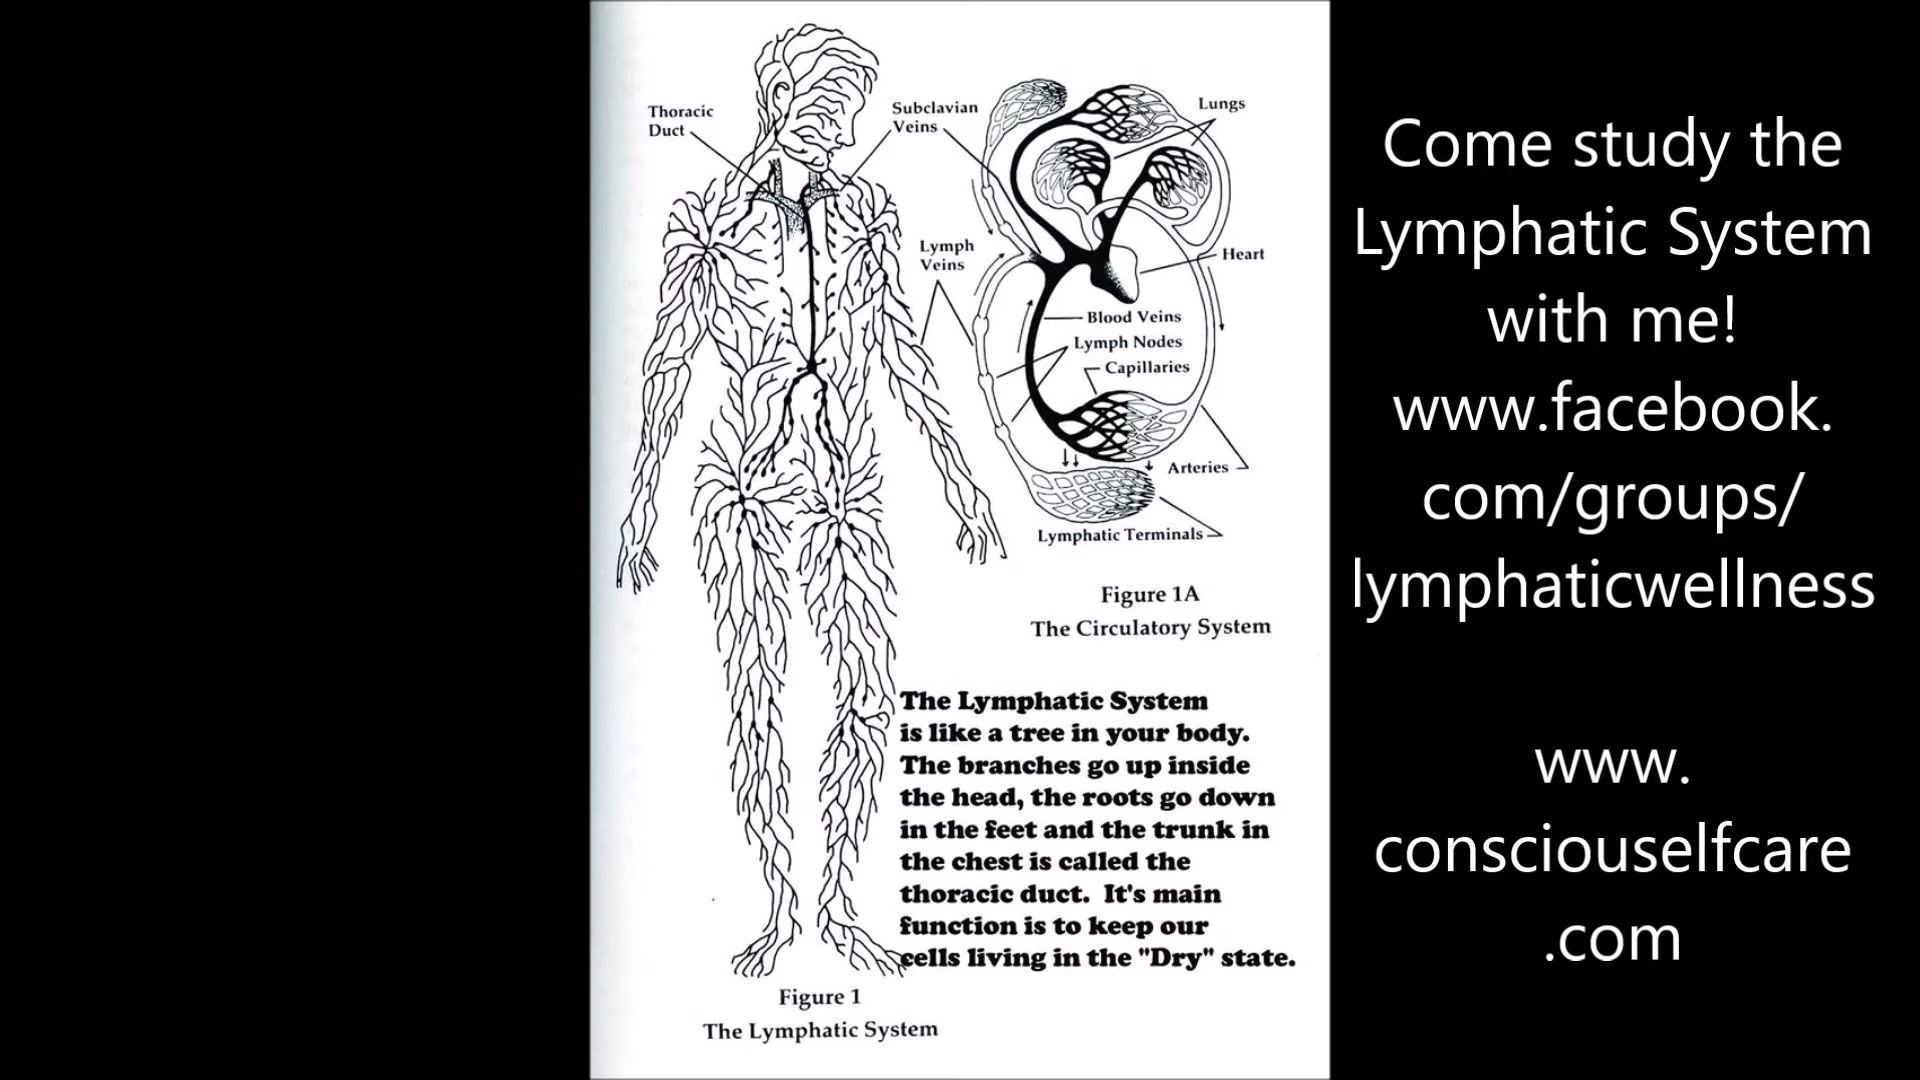 Thoracic
Duct
Subclavian
Veins
Lungs
Lymph
Veins
Heart
Blood Veins
Lymph Nodes
Capillaries
Arteries
Lymphatic Terminals
Figure 1A
The Circulatory System
The Lymphatic System
is like a tree in your body.
The branches go up inside
the head, the roots go down
in the feet and the trunk in
the chest is called the
thoracic duct. It's main
function is to keep our
cells living in the "Dry" state.
Figure 1
The Lymphatic System
Come study the
Lymphatic System
with me!
www.facebook.
com/groups/
lymphaticwellness
www.
consciouselfcare
.com